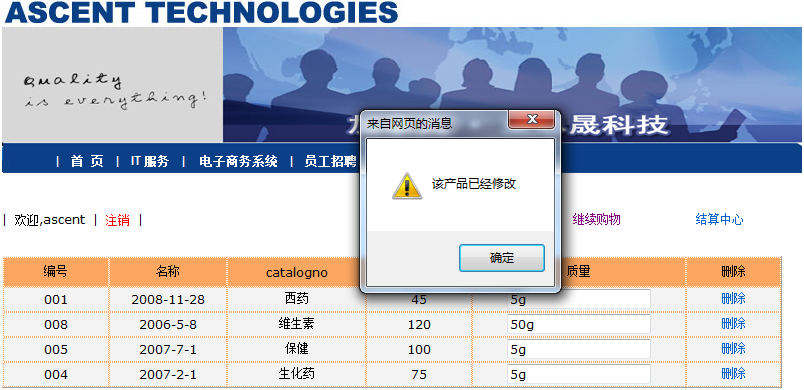 ASCENT TECHNOLOGIES
quality
is everything!
晟科技
来自网页的消息
该产品已经修改
确定
| 首 页 | IT服务 | 电子商务系统 | 员工招聘
| 欢迎,ascent | 注销 |
继续购物
结算中心
编号 名称 catalogno 质量 删除
001 2008-11-28 西药 45 5g 删除
008 2006-5-8 维生素 120 50g 删除
005 2007-7-1 保健 100 5g 删除
004 2007-2-1 生化药 75 5g 删除